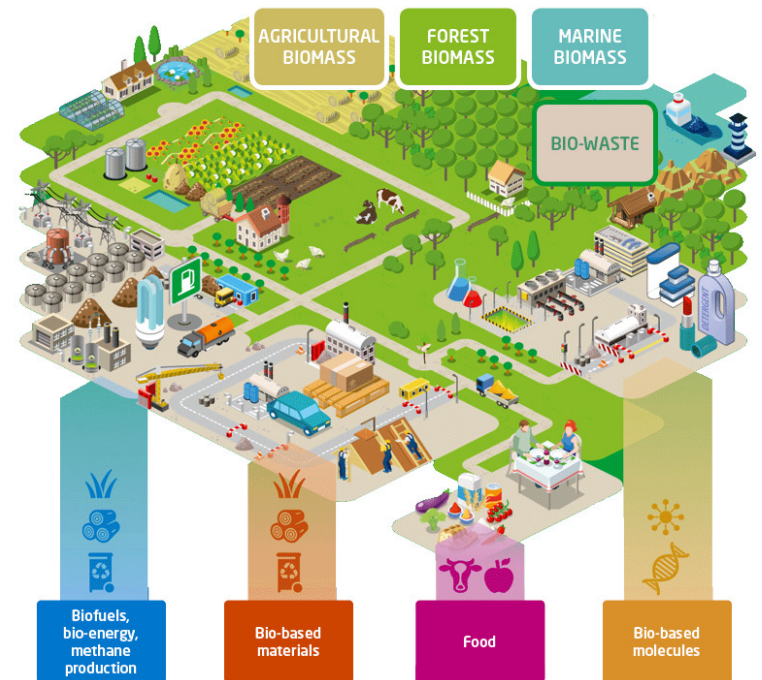 AGRICULTURAL
BIOMASS
FOREST
BIOMASS
MARINE
BIOMASS
BIO-WASTE
DETERGENT
Biofuels,
bio-energy,
methane
production
Bio-based
materials
Food
Bio-based
molecules